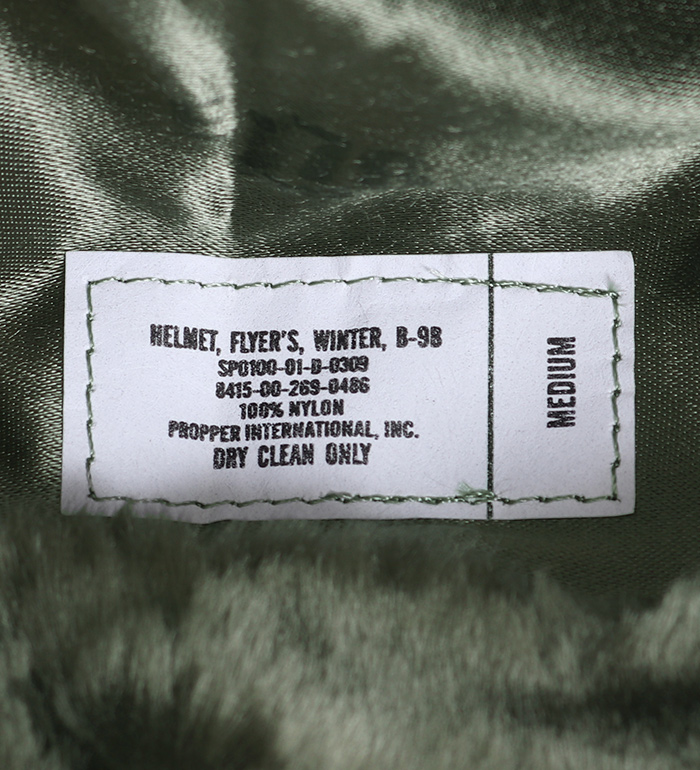 HELMET, FLYER'S, WINTER, B-9B
SPO100-01-D-0309
8415-00-269-0486
100% NYLON
PROPPER INTERNATIONAL, INC.
DRY CLEAN ONLY
MEDIUM